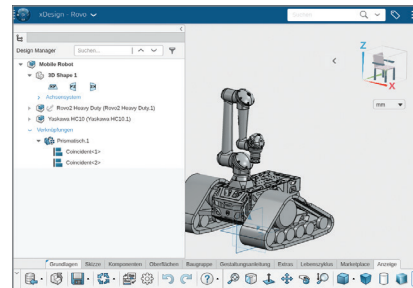 xDesign - Rovo
Suchen
Design Manager
Suchen...
Mobile Robot
3D Shape 1
Achsensystem
Rovo2 Heavy Duty (Rovo2 Heavy Duty.1)
Yaskawa HC10 (Yaskawa HC10.1)
Verknüpfungen
Prismatisch.1
Coincident<1>
Coincident<2>
Z
X
mm
Grundlagen Skizze Komponenten Oberflächen Baugruppe Gestaltungsanleitung Extras Lebenszyklus Marketplace Anzeige